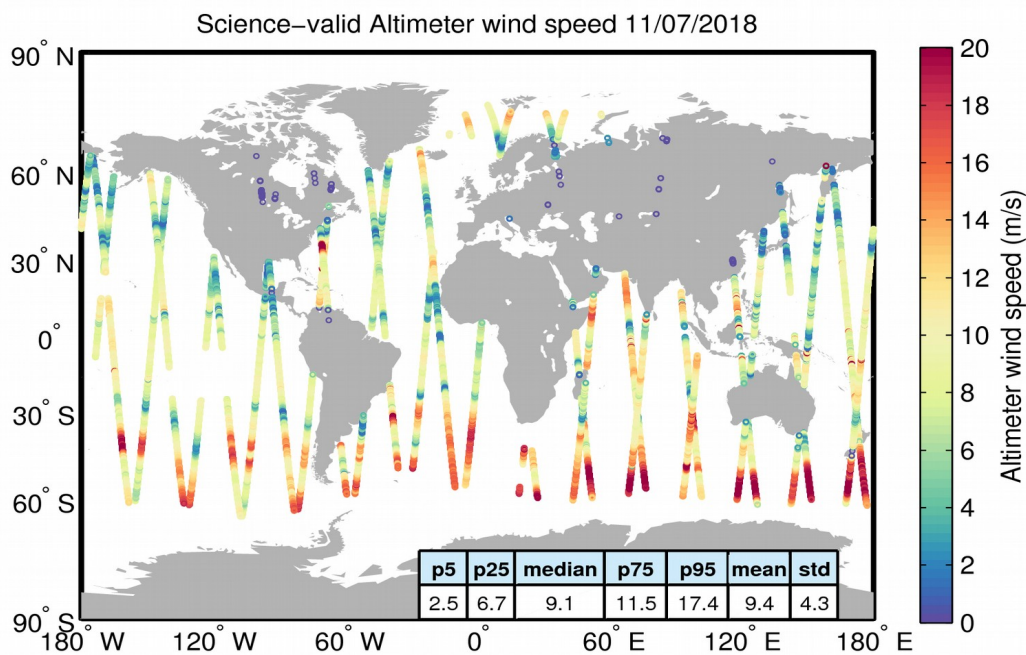 Science−valid Altimeter wind speed 11/07/2018
90° N
60° N
30° N
0°
30° S
60° S
90° S
180° W
120° W
60° W
0°
60° E
120° E
180° E
p5 p25 median p75 p95 mean std
2.5 6.7 9.1 11.5 17.4 9.4 4.3
20
18
16
14
12
10
8
6
4
2
0
Altimeter wind speed (m/s)